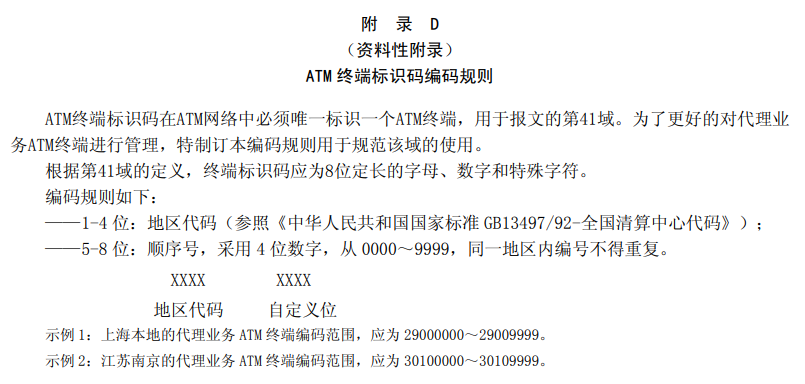 附 录 D
（资料性附录）
ATM 终端标识码编码规则
ATM终端标识码在ATM网络中必须唯一标识一个ATM终端，用于报文的第41域。为了更好的对代理业
务ATM终端进行管理，特制订本编码规则用于规范该域的使用。
根据第41域的定义，终端标识码应为8位定长的字母、数字和特殊字符。
编码规则如下：
——1-4 位：地区代码（参照《中华人民共和国国家标准 GB13497/92-全国清算中心代码》）；
——5-8 位：顺序号，采用 4 位数字，从 0000～9999，同一地区内编号不得重复。
XXXX XXXX
地区代码 自定义位
示例 1：上海本地的代理业务 ATM 终端编码范围，应为 29000000～29009999。
示例 2：江苏南京的代理业务 ATM 终端编码范围，应为 30100000～30109999。